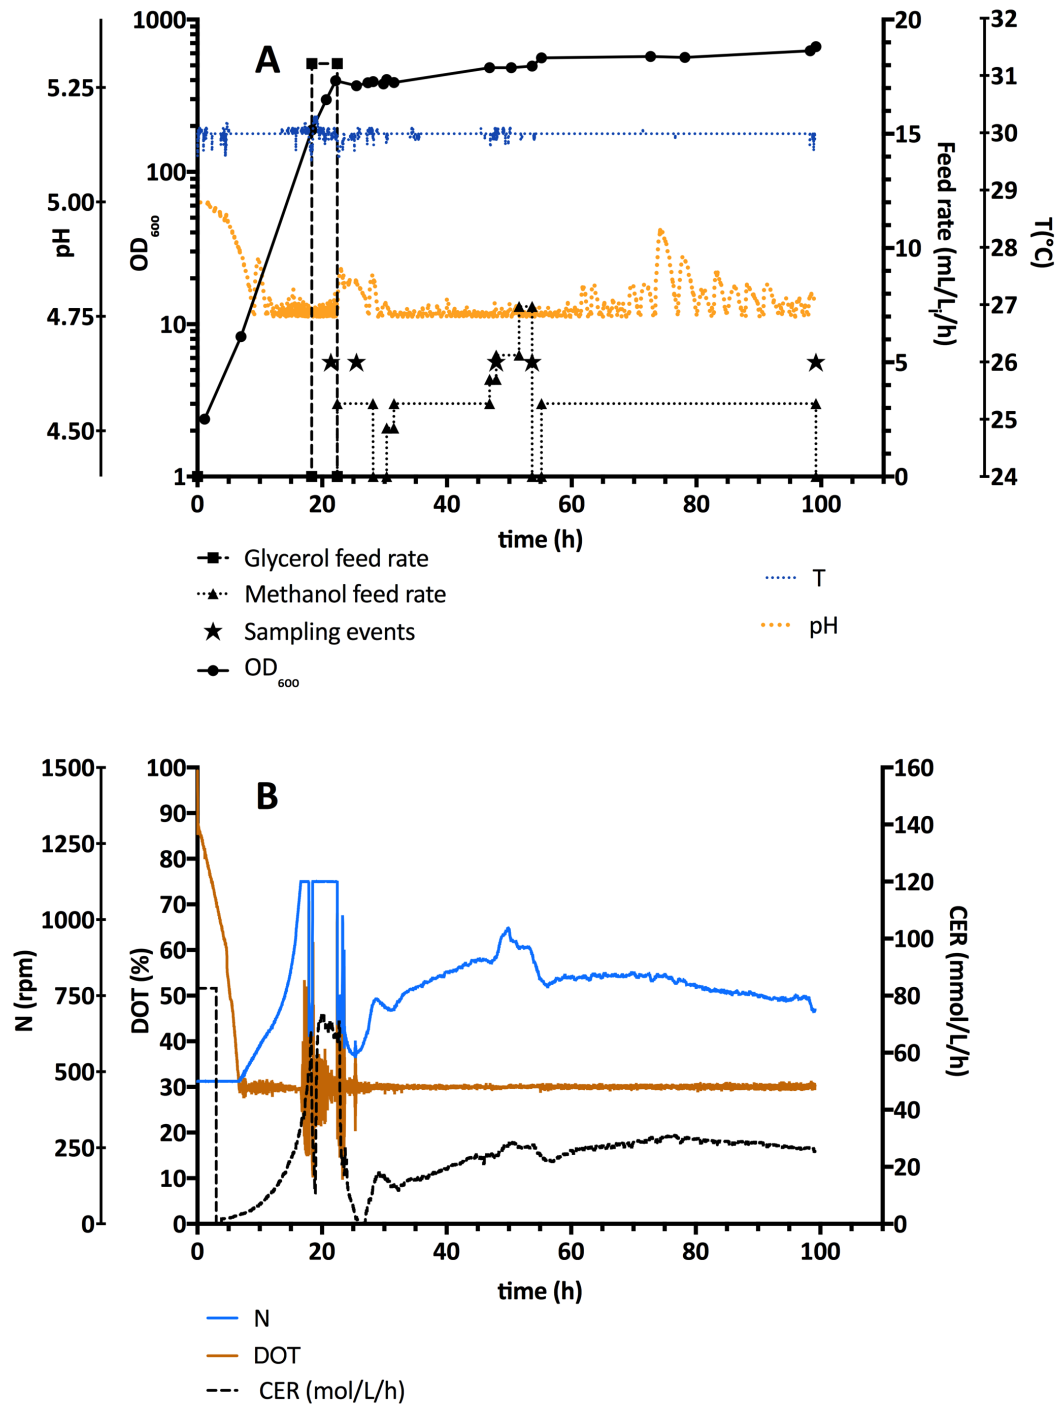 A
1000
100
10
1
OD600
5.25
5.00
4.75
4.50
pH
20
15
10
5
0
Feed rate (mL/Li/h)
32
31
30
29
28
27
26
25
24
T(°C)
0 20 40 60 80 100
time (h)
Glycerol feed rate
Methanol feed rate
Sampling events
OD600
T
pH
B
1500
1250
1000
750
500
250
0
N (rpm)
100
90
80
70
60
50
40
30
20
10
0
DOT (%)
160
140
120
100
80
60
40
20
0
CER (mmol/L/h)
0 20 40 60 80 100
time (h)
N
DOT
CER (mol/L/h)